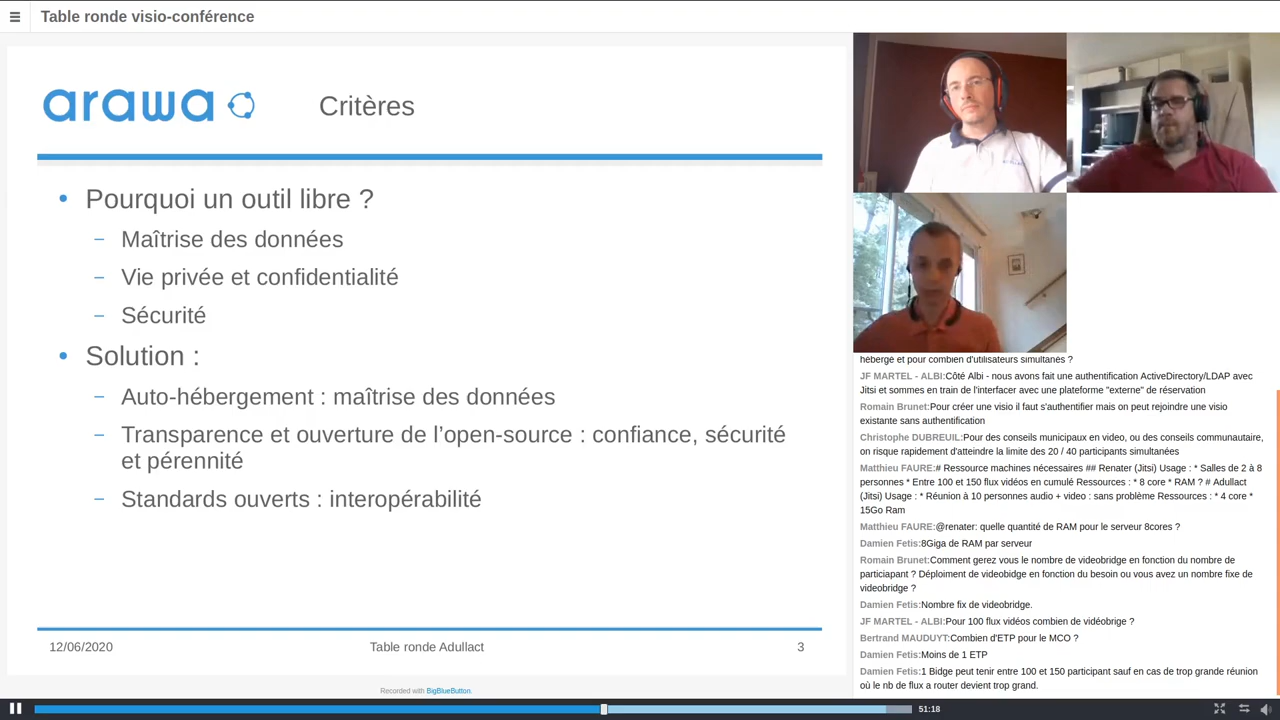 Table ronde visio-conférence
arawa
Critères
• Pourquoi un outil libre ?
– Maîtrise des données
– Vie privée et confidentialité
– Sécurité
• Solution :
– Auto-hébergement : maîtrise des données
– Transparence et ouverture de l’open-source : confiance, sécurité
et pérennité
– Standards ouverts : interopérabilité
12/06/2020
Table ronde Adullact
3
Recorded with BigBlueButton.
hébergé et pour combien d'utilisateurs simultanés ?
JF MARTEL - ALBI:Côté Albi - nous avons fait une authentification ActiveDirectory/LDAP avec
Jitsi et sommes en train de l'interfacer avec une plateforme "externe" de réservation
Romain Brunet:Pour créer une visio il faut s'authentifier mais on peut rejoindre une visio
existante sans authentification
Christophe DUBREUIL:Pour des conseils municipaux en video, ou des conseils communautaire,
on risque rapidement d'atteindre la limite des 20 / 40 participants simultanées
Matthieu FAURE:# Ressource machines nécessaires ## Renater (Jitsi) Usage : * Salles de 2 à 8
personnes * Entre 100 et 150 flux vidéos en cumulé Ressources : * 8 core * RAM ? # Adullact
(Jitsi) Usage : * Réunion à 10 personnes audio + video : sans problème Ressources : * 4 core *
15Go Ram
Matthieu FAURE:@renater: quelle quantité de RAM pour le serveur 8cores ?
Damien Fetis:8Giga de RAM par serveur
Romain Brunet:Comment gerez vous le nombre de videobridge en fonction du nombre de
particiapant ? Déploiment de videobidge en fonction du besoin ou vous avez un nombre fixe de
videobridge ?
Damien Fetis:Nombre fix de videobridge.
JF MARTEL - ALBI:Pour 100 flux vidéos combien de vidéobrige ?
Bertrand MAUDUYT:Combien d'ETP pour le MCO ?
Damien Fetis:Moins de 1 ETP
Damien Fetis:1 Bidge peut tenir entre 100 et 150 participant sauf en cas de trop grande réunion
où le nb de flux a router devient trop grand.
51:18